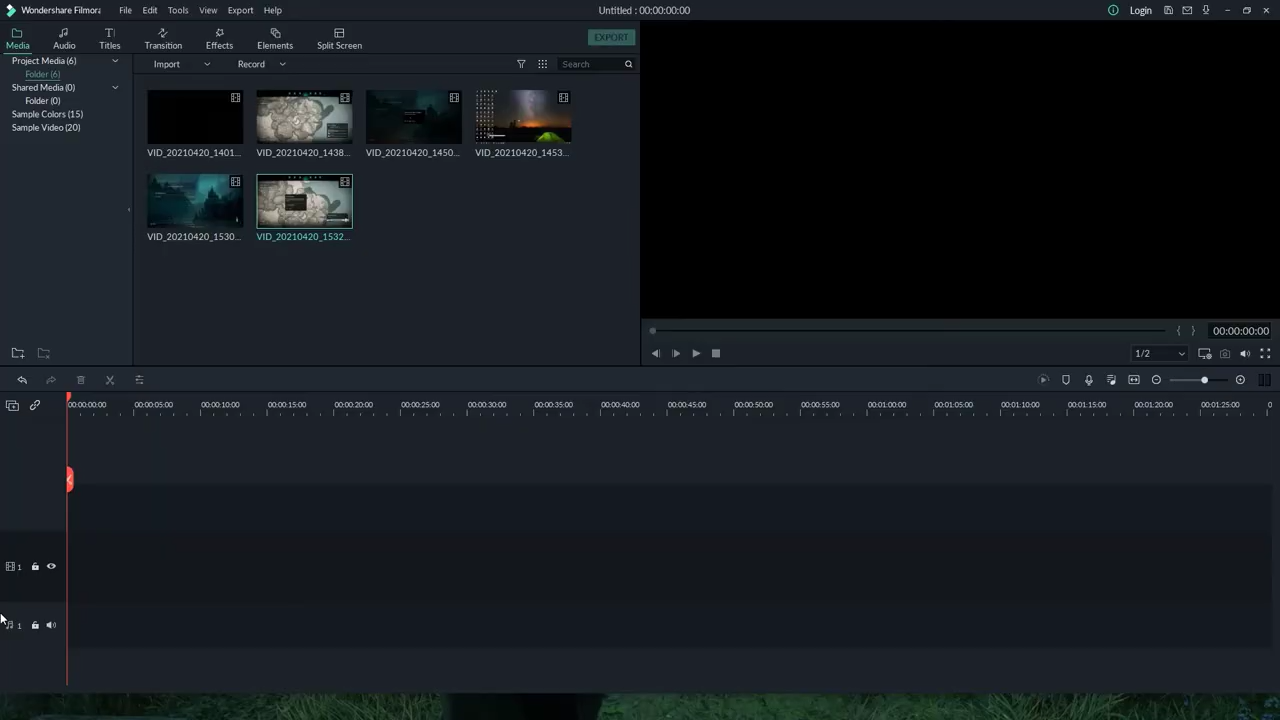 Wondershare Filmora
File
Edit
Tools
View
Export
Help
Untitled : 00:00:00:00
Login
Media
Audio
Titles
Transition
Effects
Elements
Split Screen
EXPORT
Project Media (6)
Folder (6)
Shared Media (0)
Folder (0)
Sample Colors (15)
Sample Video (20)
Import
Record
Search
VID_20210420_1401...
VID_20210420_1438...
VID_20210420_1450...
VID_20210420_1453...
VID_20210420_1530...
VID_20210420_1532...
{ }
00:00:00:00
1/2
00:00:00:00
00:00:05:00
00:00:10:00
00:00:15:00
00:00:20:00
00:00:25:00
00:00:30:00
00:00:35:00
00:00:40:00
00:00:45:00
00:00:50:00
00:00:55:00
00:01:00:00
00:01:05:00
00:01:10:00
00:01:15:00
00:01:20:00
00:01:25:00
0
1
1